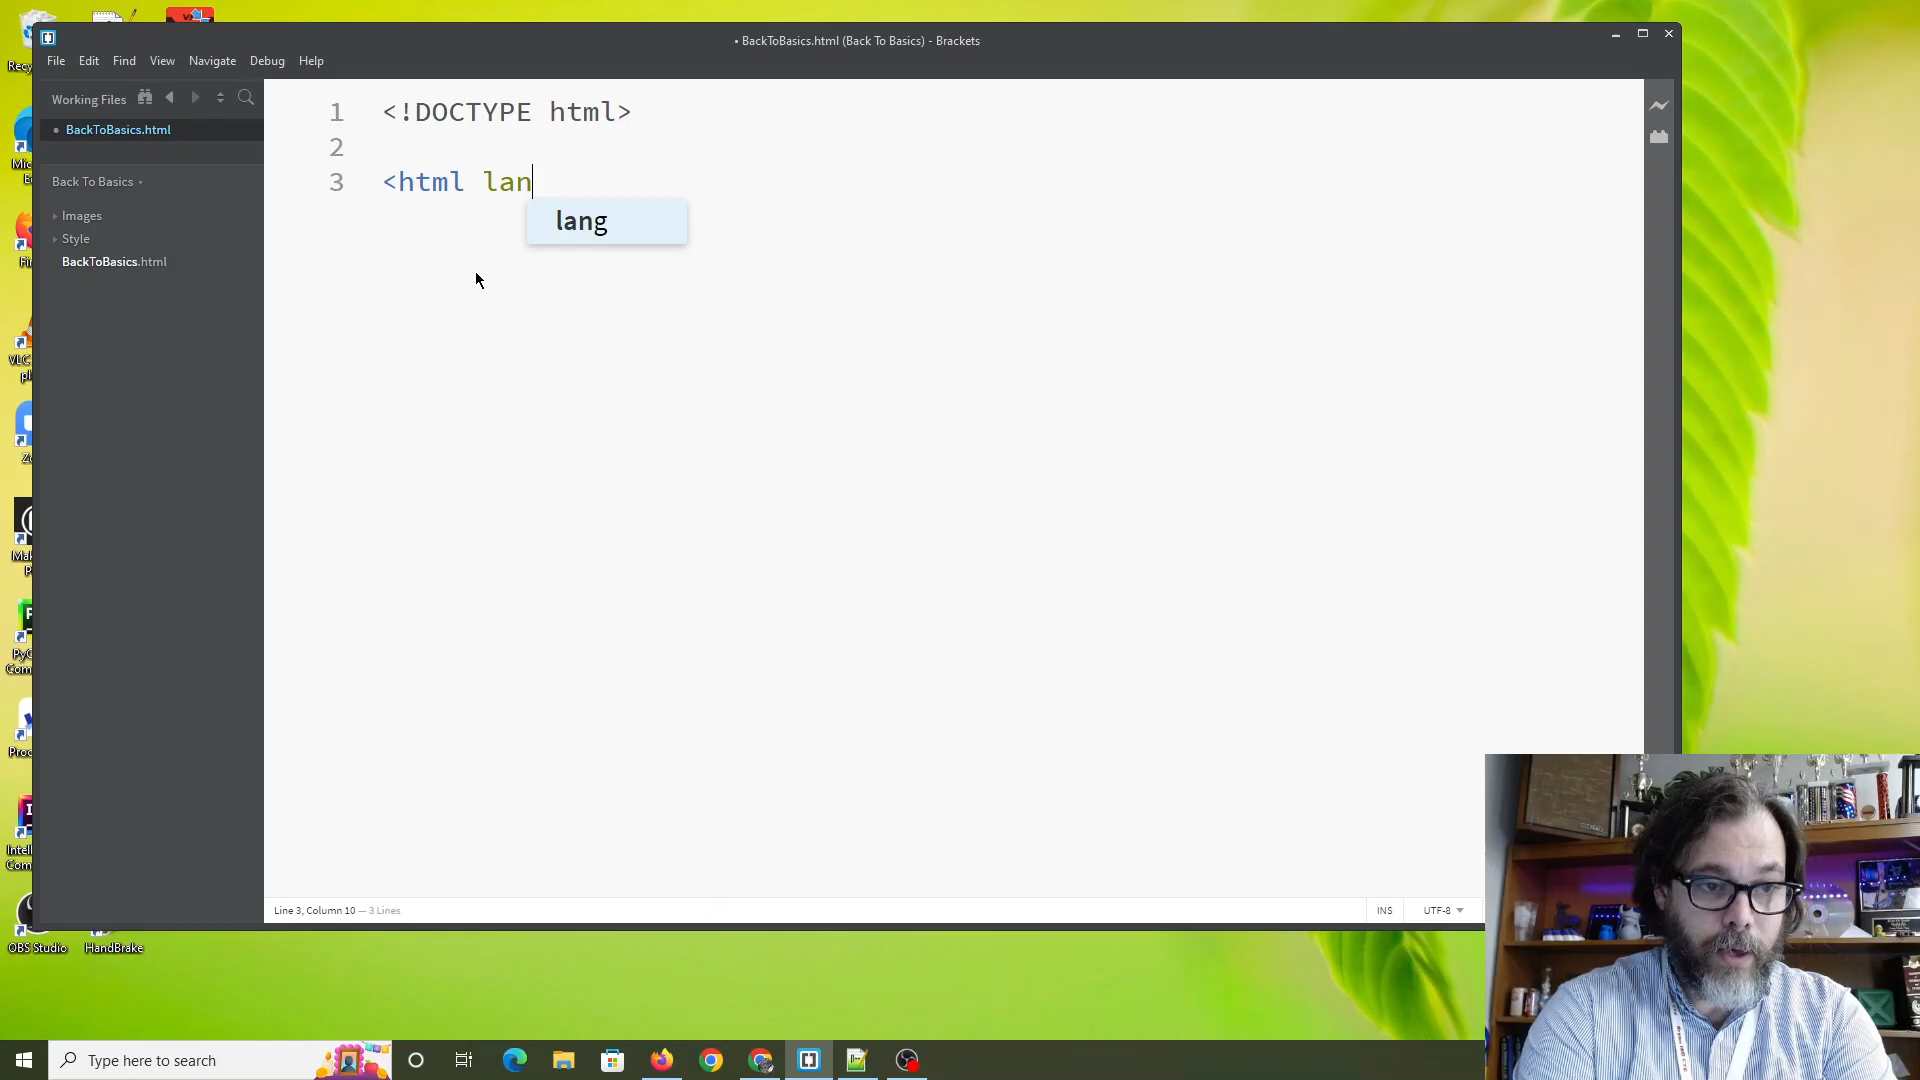 • BackToBasics.html (Back To Basics) - Brackets
File Edit Find View Navigate Debug Help
Working Files
• BackToBasics.html
Back To Basics
Images
Style
BackToBasics.html
1 <!DOCTYPE html>
2
3 <html lan
lang
Line 3, Column 10 — 3 Lines
INS
UTF-8
OBS Studio
HandBrake
Type here to search